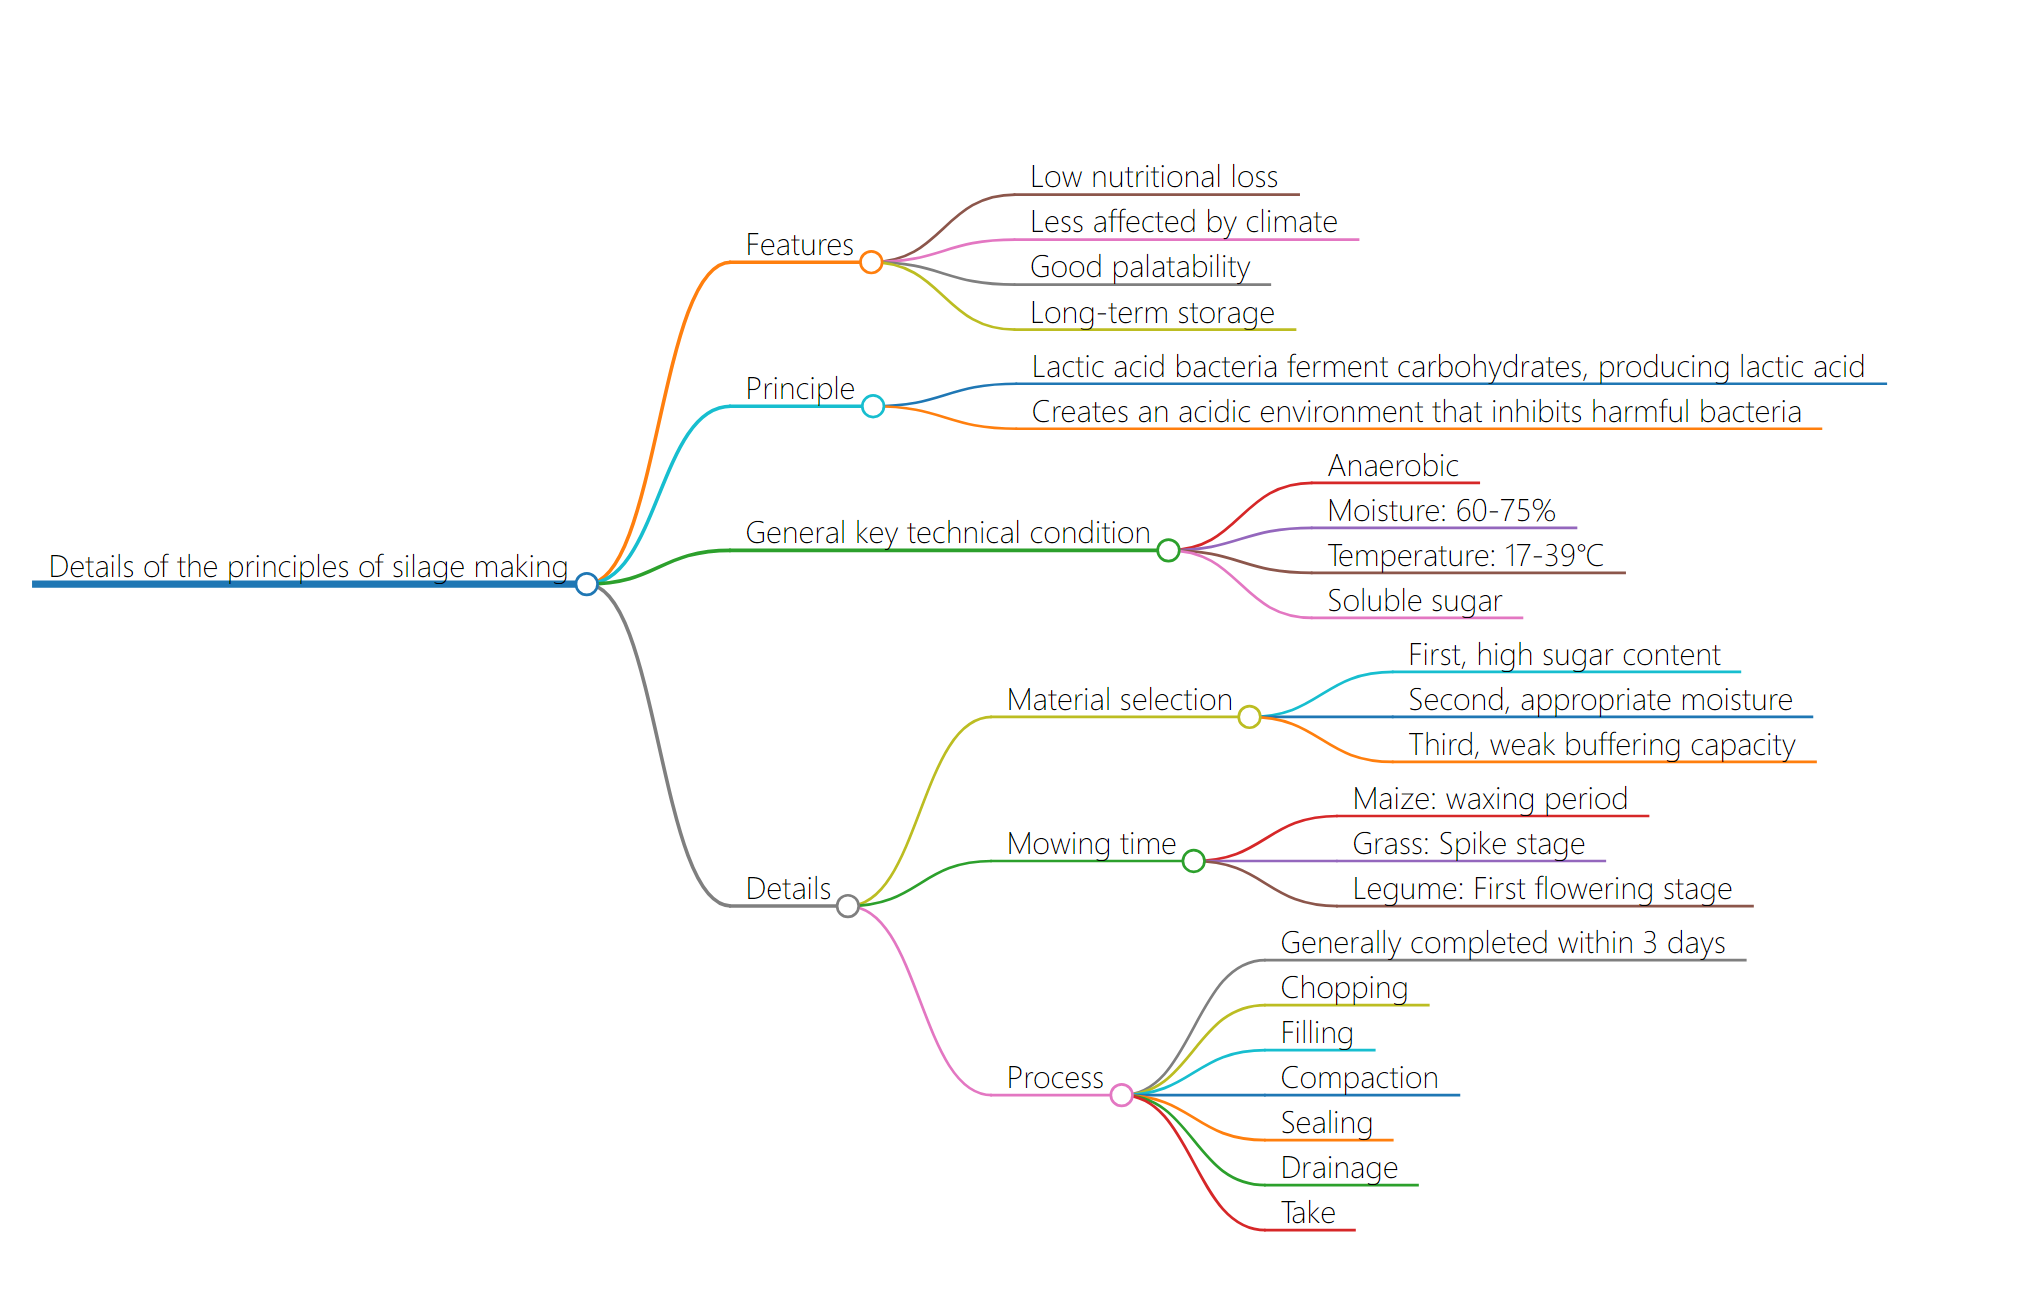 Details of the principles of silage making
Features
Low nutritional loss
Less affected by climate
Good palatability
Long-term storage
Principle
Lactic acid bacteria ferment carbohydrates, producing lactic acid
Creates an acidic environment that inhibits harmful bacteria
General key technical condition
Anaerobic
Moisture: 60-75%
Temperature: 17-39℃
Soluble sugar
Details
Material selection
First, high sugar content
Second, appropriate moisture
Third, weak buffering capacity
Mowing time
Maize: waxing period
Grass: Spike stage
Legume: First flowering stage
Process
Generally completed within 3 days
Chopping
Filling
Compaction
Sealing
Drainage
Take